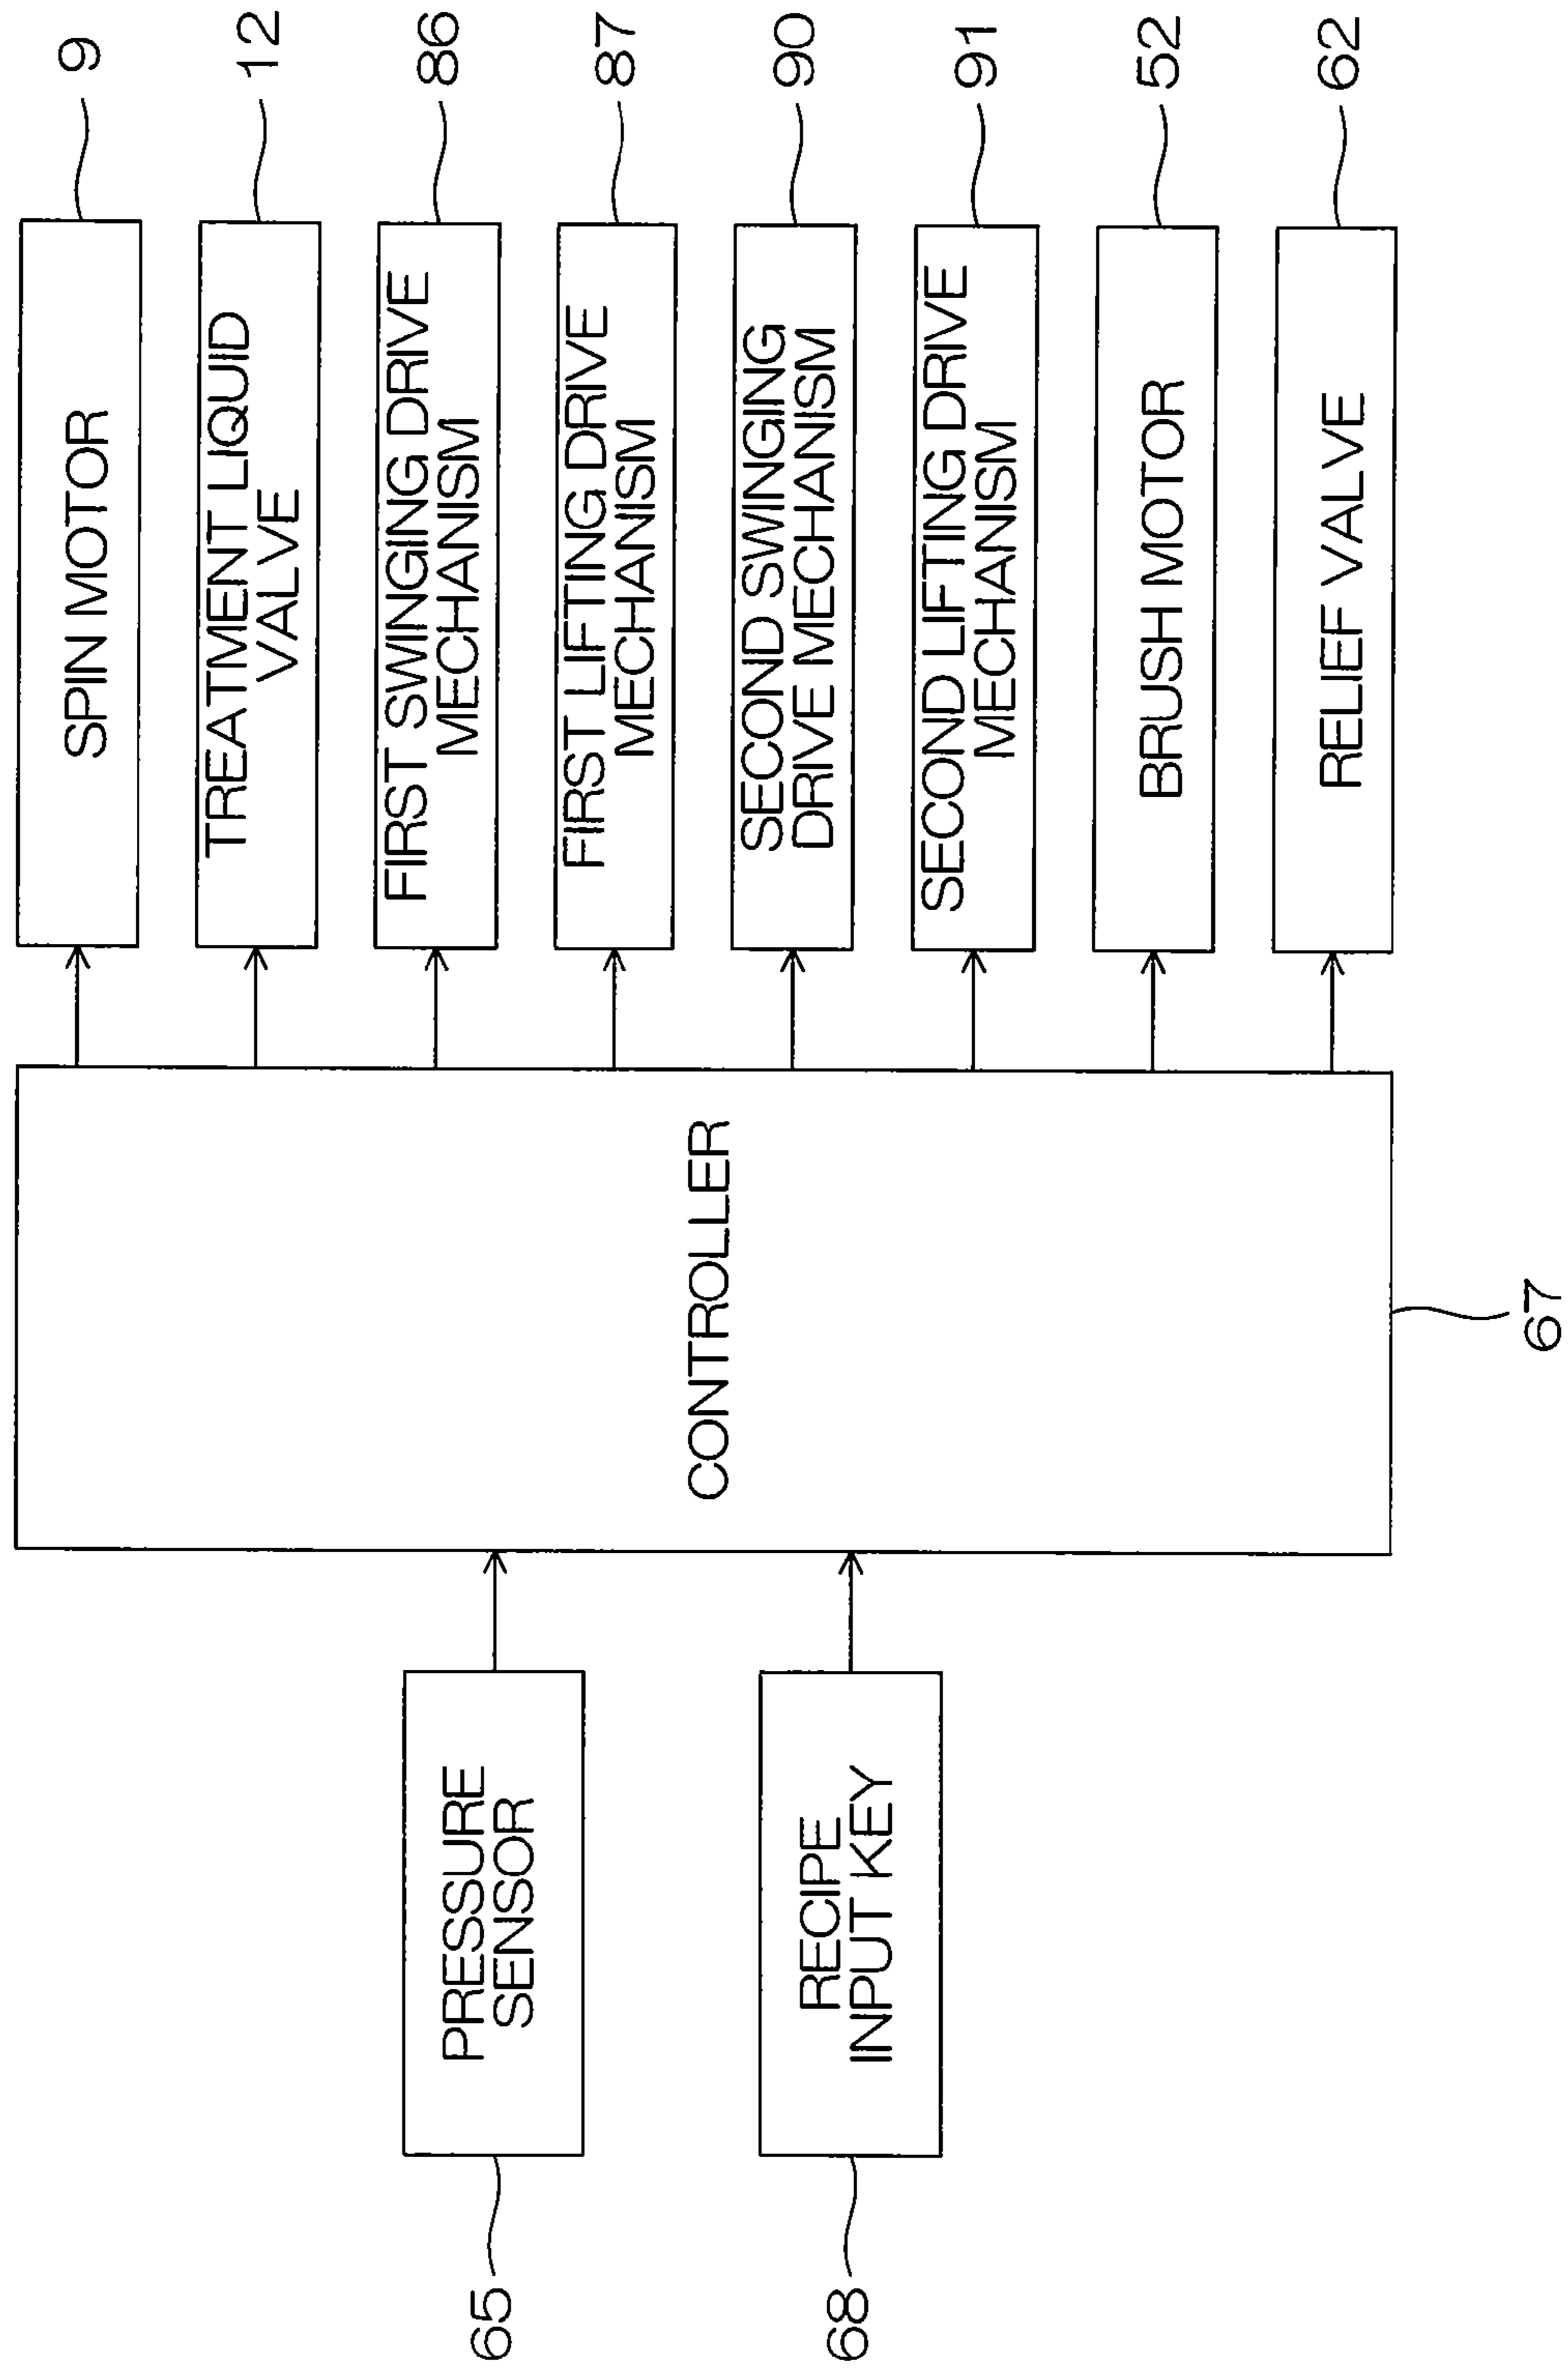 65
PRESSURE
SENSOR
68
RECIPE
INPUT KEY
CONTROLLER
67
SPIN MOTOR
9
TREATMENT LIQUID
VALVE
12
FIRST SWINGING DRIVE
MECHANISM
86
FIRST LIFTING DRIVE
MECHANISM
87
SECOND SWINGING
DRIVE MECHANISM
90
SECOND LIFTING DRIVE
MECHANISM
91
BRUSH MOTOR
52
RELIEF VALVE
62